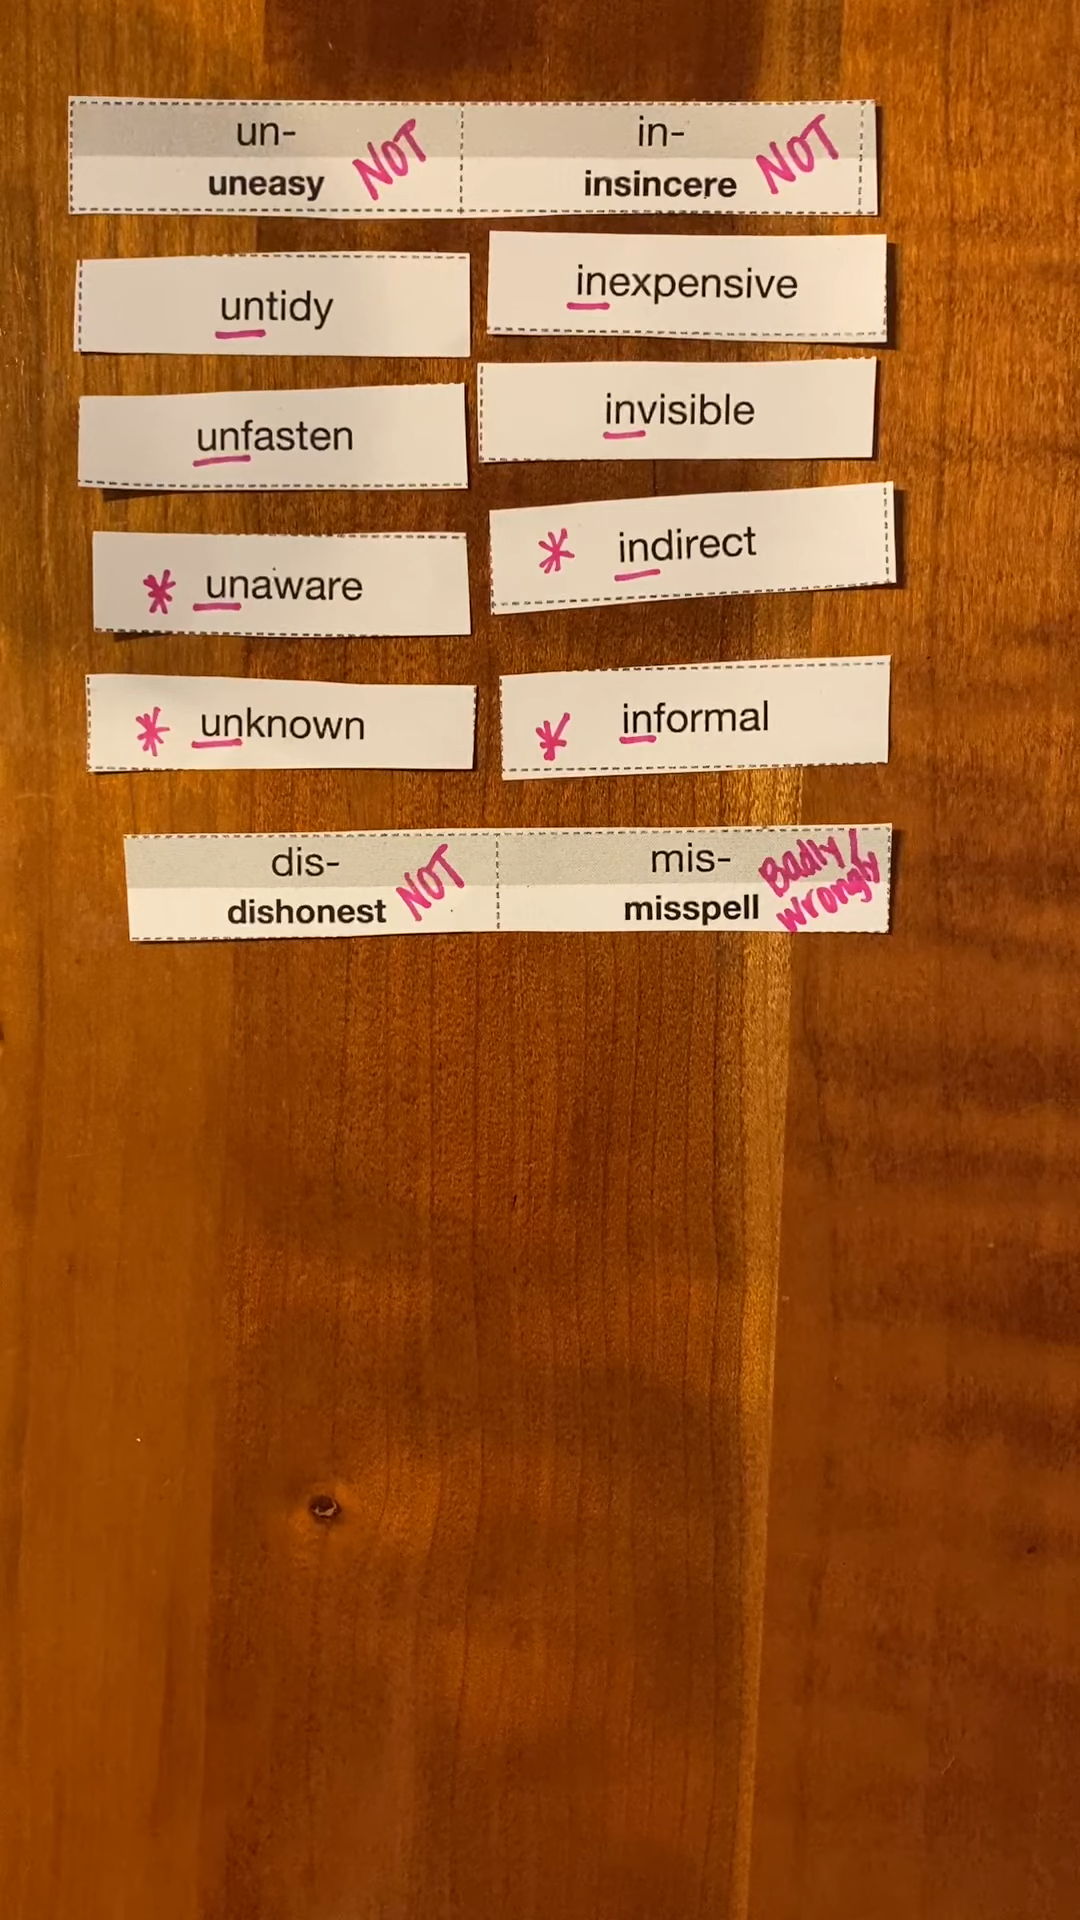 un- NOT
uneasy
in- NOT
insincere
untidy
inexpensive
unfasten
invisible
* unaware
* indirect
* unknown
* informal
dis- NOT
dishonest
mis- Badly/
misspell wrongly